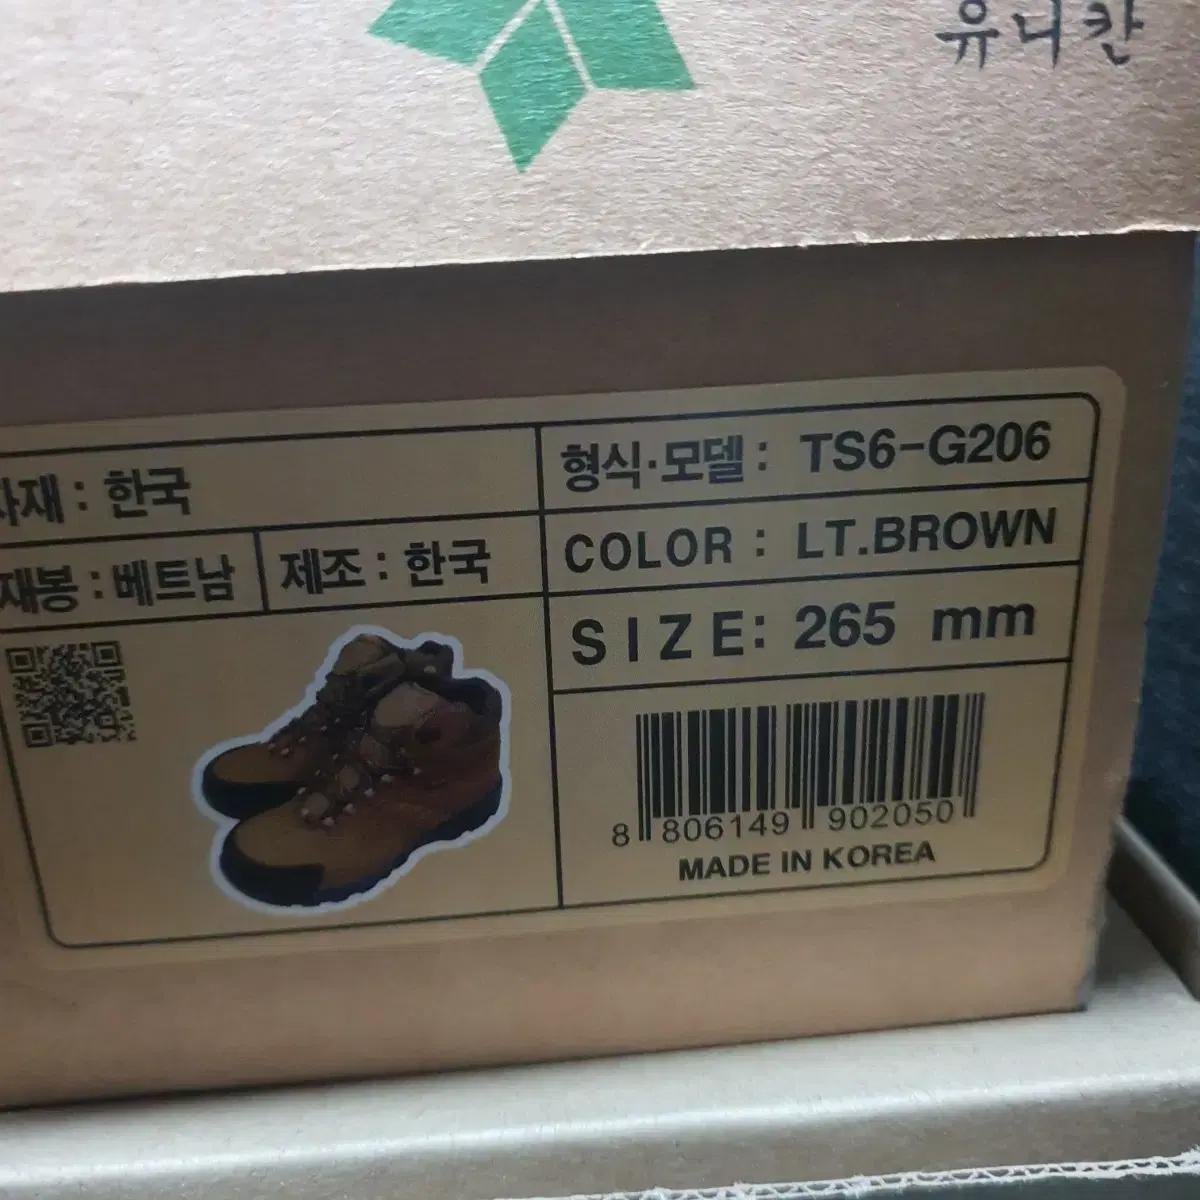 유니칸
자재 : 한국
재봉 : 베트남
제조 : 한국
형식·모델 : TS6-G206
COLOR : LT.BROWN
SIZE: 265 mm
8 806149 902050
MADE IN KOREA